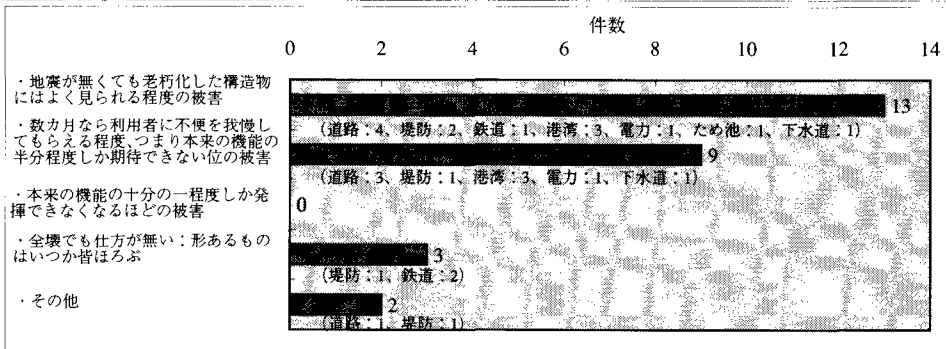 件数
0 2 4 6 8 10 12 14
・地震が無くても老朽化した構造物
にはよく見られる程度の被害
13
(道路：4、堤防：2、鉄道：1、港湾：3、電力：1、ため池：1、下水道：1)
・数カ月なら利用者に不便を我慢し
てもらえる程度、つまり本来の機能の
半分程度しか期待できない位の被害
9
(道路：3、堤防：1、港湾：3、電力：1、下水道：1)
・本来の機能の十分の一程度しか発
揮できなくなるほどの被害
0
・全壊でも仕方が無い：形あるもの
はいつか皆ほろぶ
3
(堤防：1、鉄道：2)
・その他
2
(道路：1、堤防：1)